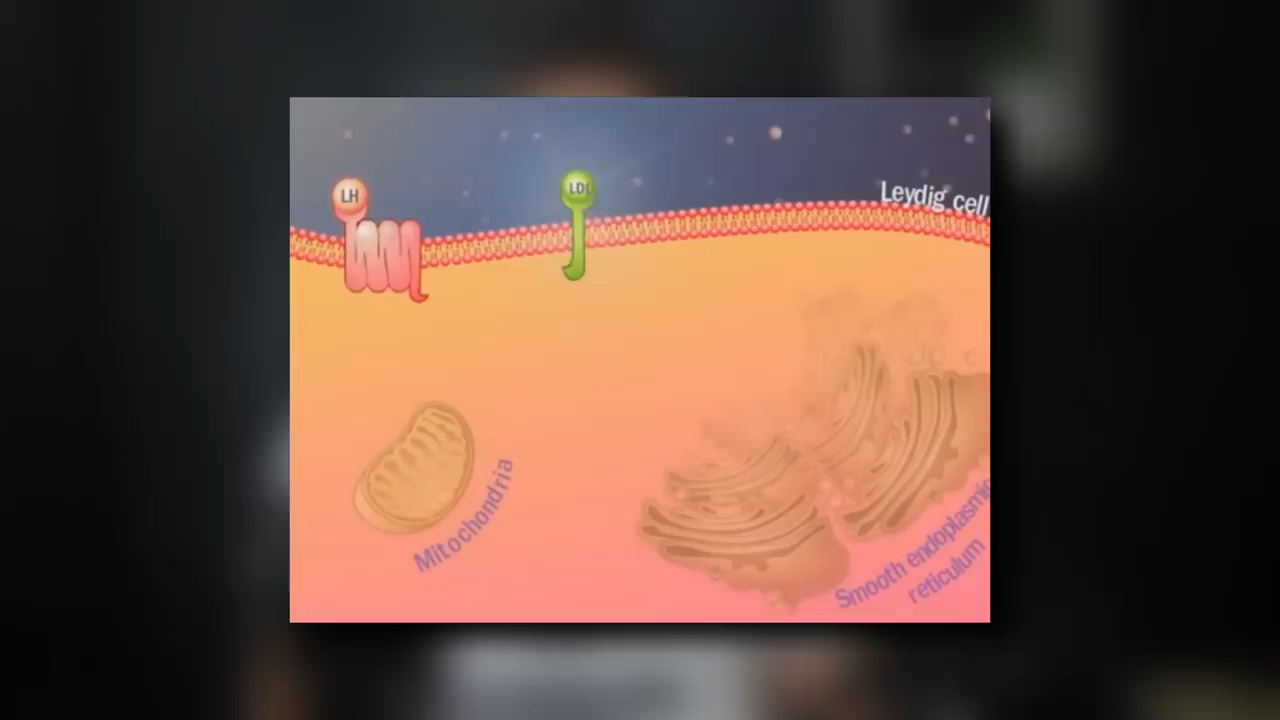 LH
LDL
Leydig cell
Mitochondria
Smooth endoplasmic
reticulum